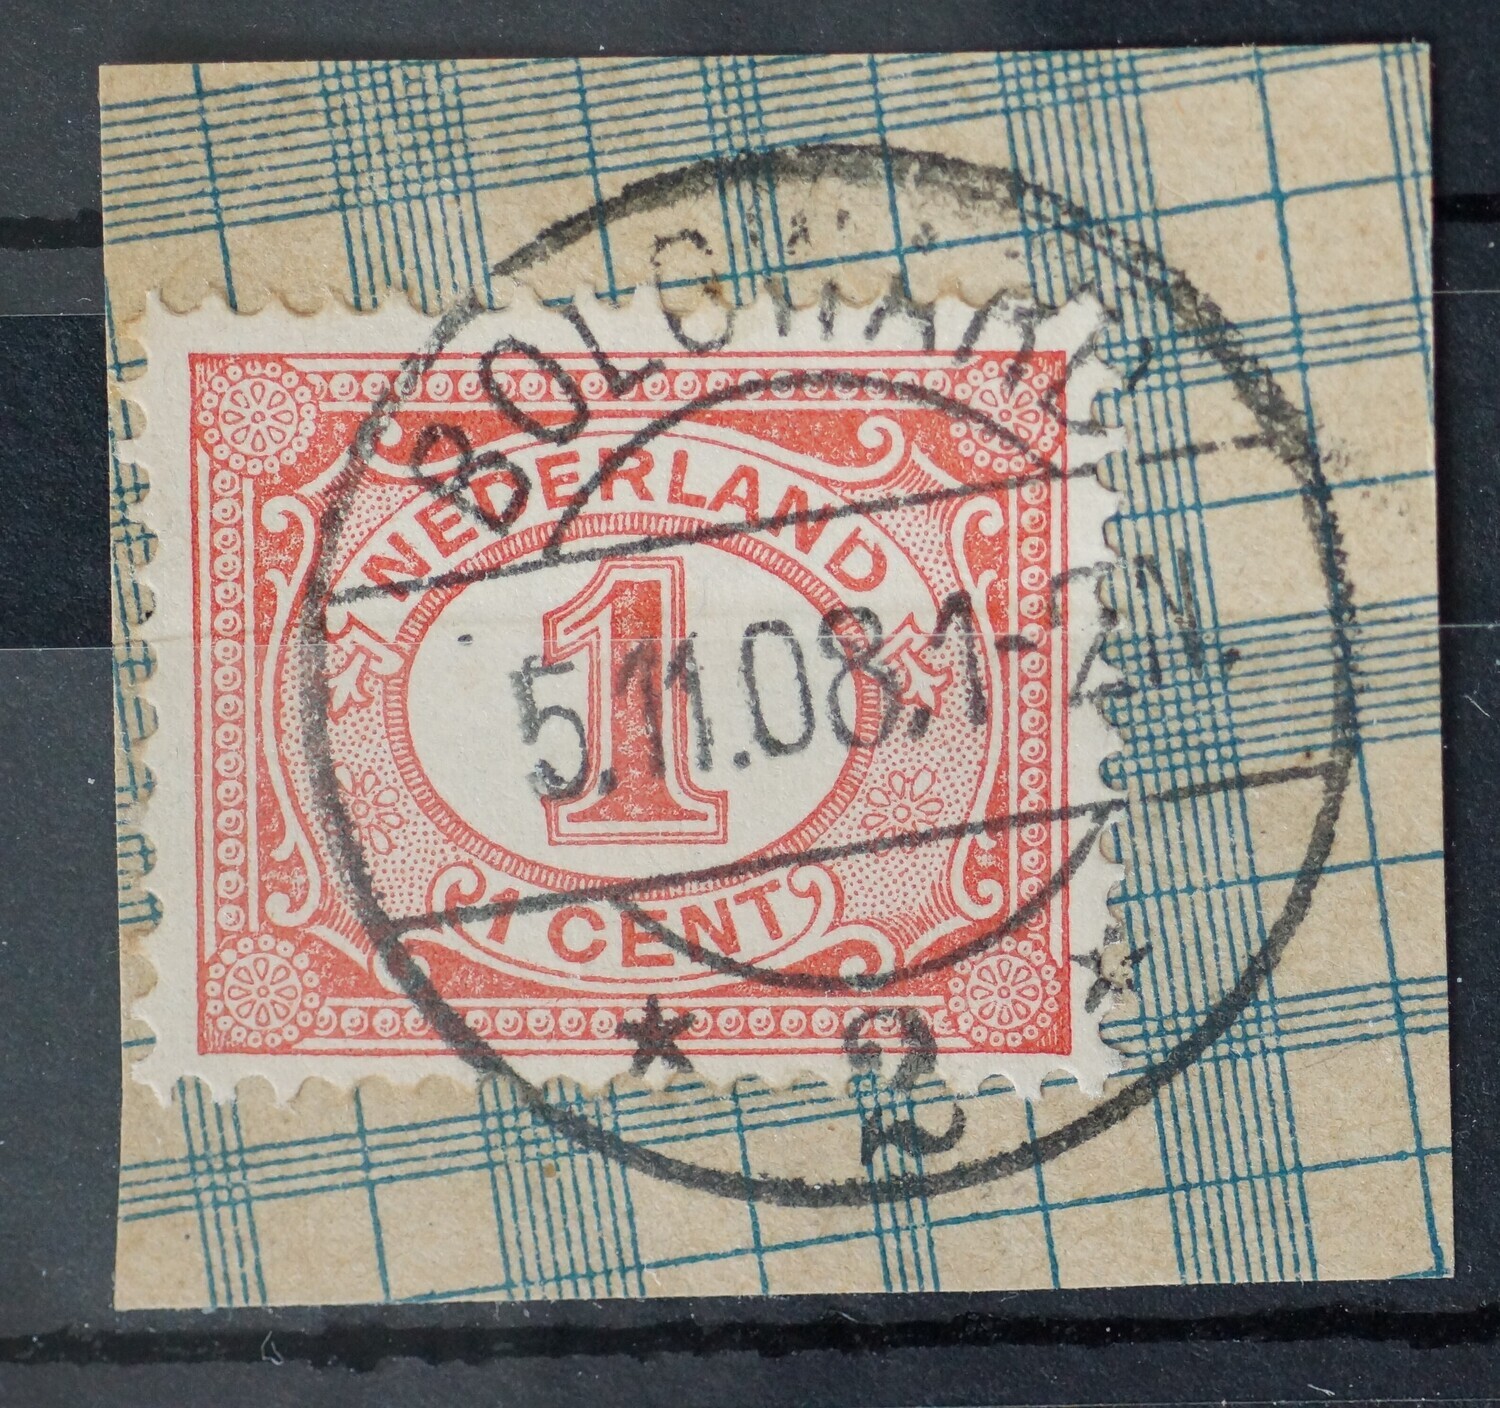 BOLSWARD
NEDERLAND
1
5.11.08.1-2N.
1 CENT
2